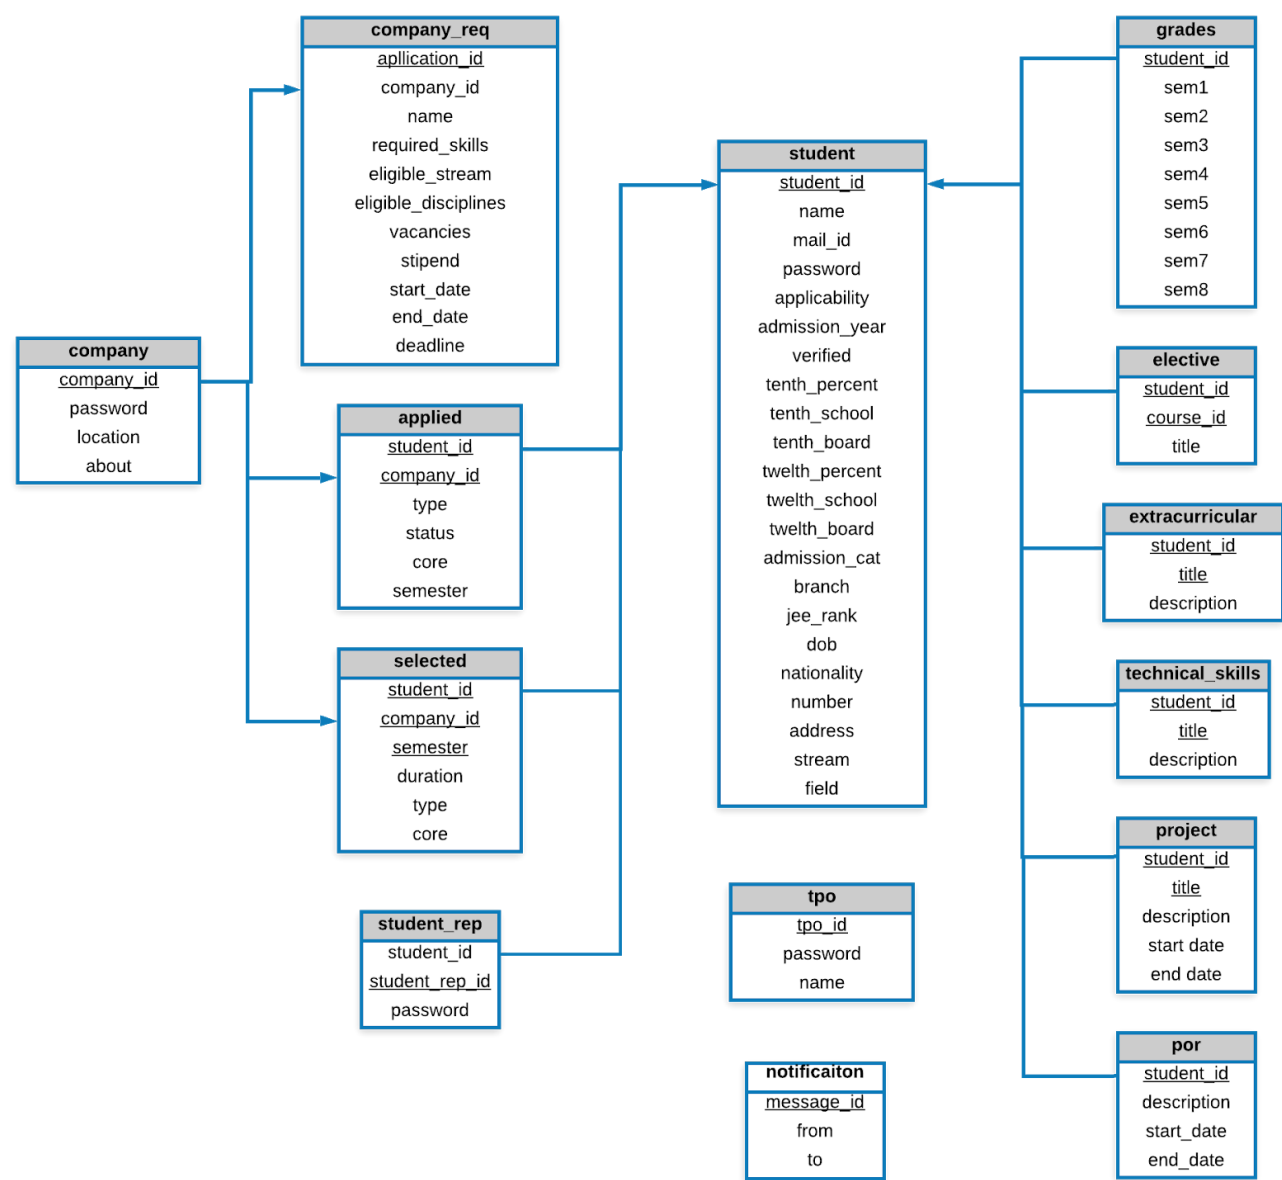 company_req
apllication_id
company_id
name
required_skills
eligible_stream
eligible_disciplines
vacancies
stipend
start_date
end_date
deadline
company
company_id
password
location
about
applied
student_id
company_id
type
status
core
semester
selected
student_id
company_id
semester
duration
type
core
student_rep
student_id
student_rep_id
password
student
student_id
name
mail_id
password
applicability
admission_year
verified
tenth_percent
tenth_school
tenth_board
twelth_percent
twelth_school
twelth_board
admission_cat
branch
jee_rank
dob
nationality
number
address
stream
field
tpo
tpo_id
password
name
notificaiton
message_id
from
to
grades
student_id
sem1
sem2
sem3
sem4
sem5
sem6
sem7
sem8
elective
student_id
course_id
title
extracurricular
student_id
title
description
technical_skills
student_id
title
description
project
student_id
title
description
start date
end date
por
student_id
description
start_date
end_date